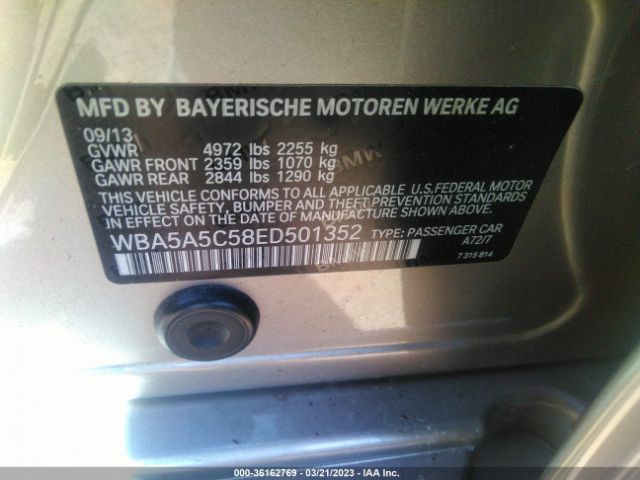 MFD BY BAYERISCHE MOTOREN WERKE AG
09/13
GVWR 4972 lbs 2255 kg
GAWR FRONT 2359 lbs 1070 kg
GAWR REAR 2844 lbs 1290 kg
THIS VEHICLE CONFORMS TO ALL APPLICABLE U.S.FEDERAL MOTOR
VEHICLE SAFETY, BUMPER, AND THEFT PREVENTION STANDARDS
IN EFFECT ON THE DATE OF MANUFACTURE SHOWN ABOVE.
WBA5A5C58ED501352 TYPE: PASSENGER CAR
A72/7
7 315 814
000-36162769 - 03/21/2023 - IAA Inc.